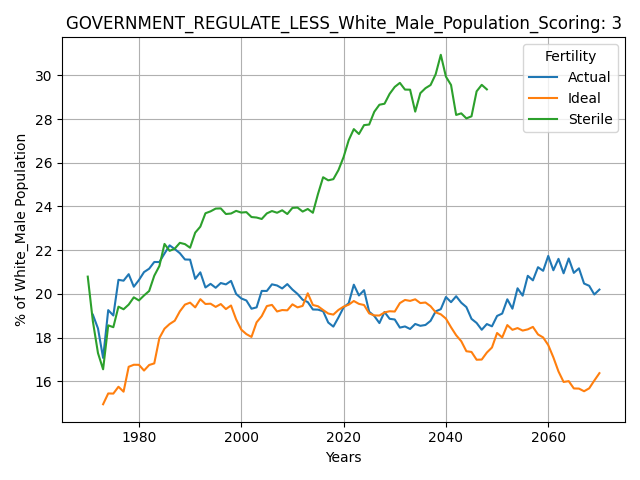 GOVERNMENT_REGULATE_LESS_White_Male_Population_Scoring: 3
Fertility
Actual
Ideal
Sterile
% of White_Male Population
30
28
26
24
22
20
18
16
1980
2000
2020
2040
2060
Years